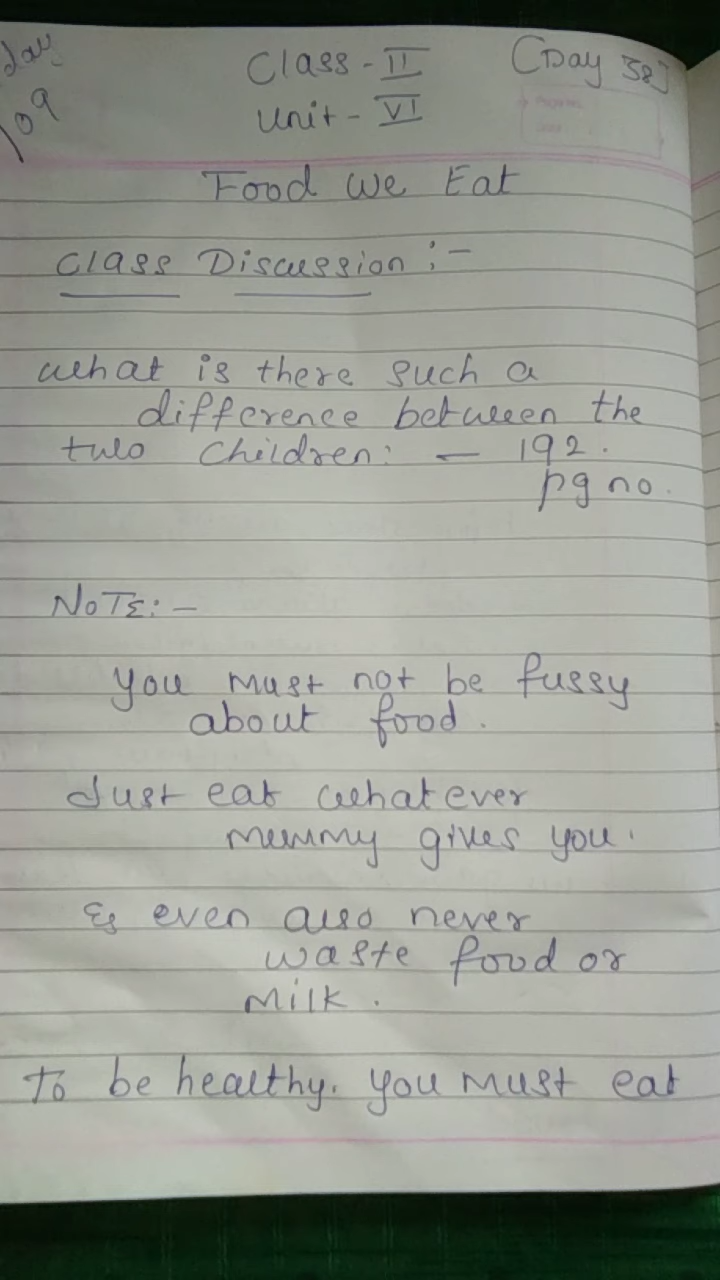 Class - II [Day 58]
Unit - VI
09
Food We Eat
Class Discussion :-
what is there such a
difference between the
two children: - 192.
pg no.
NOTE: -
you must not be fussy
about food.
Just eat whatever
mummy gives you.
& even also never
waste food or
Milk.
To be healthy. you must eat